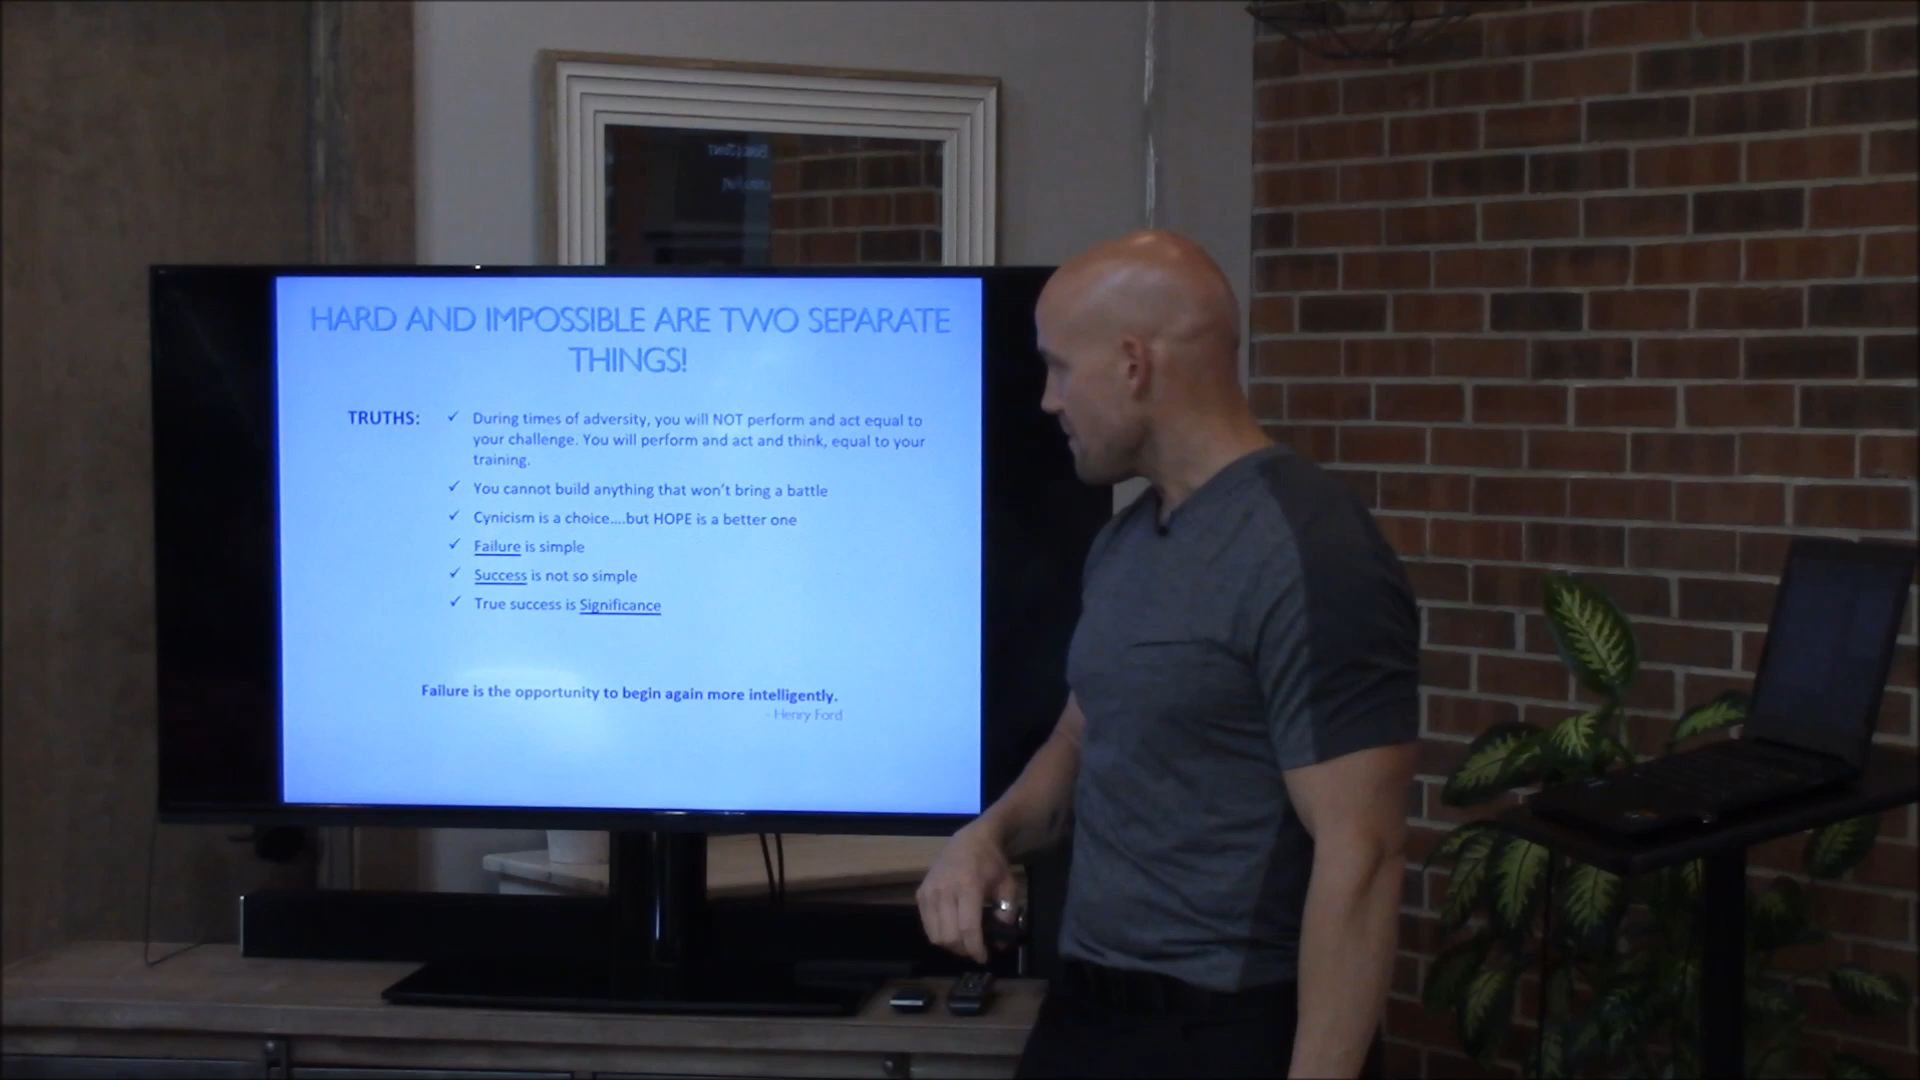 HARD AND IMPOSSIBLE ARE TWO SEPARATE
THINGS!
TRUTHS:
✓ During times of adversity, you will NOT perform and act equal to
your challenge. You will perform and act and think, equal to your
training.
✓ You cannot build anything that won't bring a battle
✓ Cynicism is a choice....but HOPE is a better one
✓ Failure is simple
✓ Success is not so simple
✓ True success is Significance
Failure is the opportunity to begin again more intelligently.
- Henry Ford